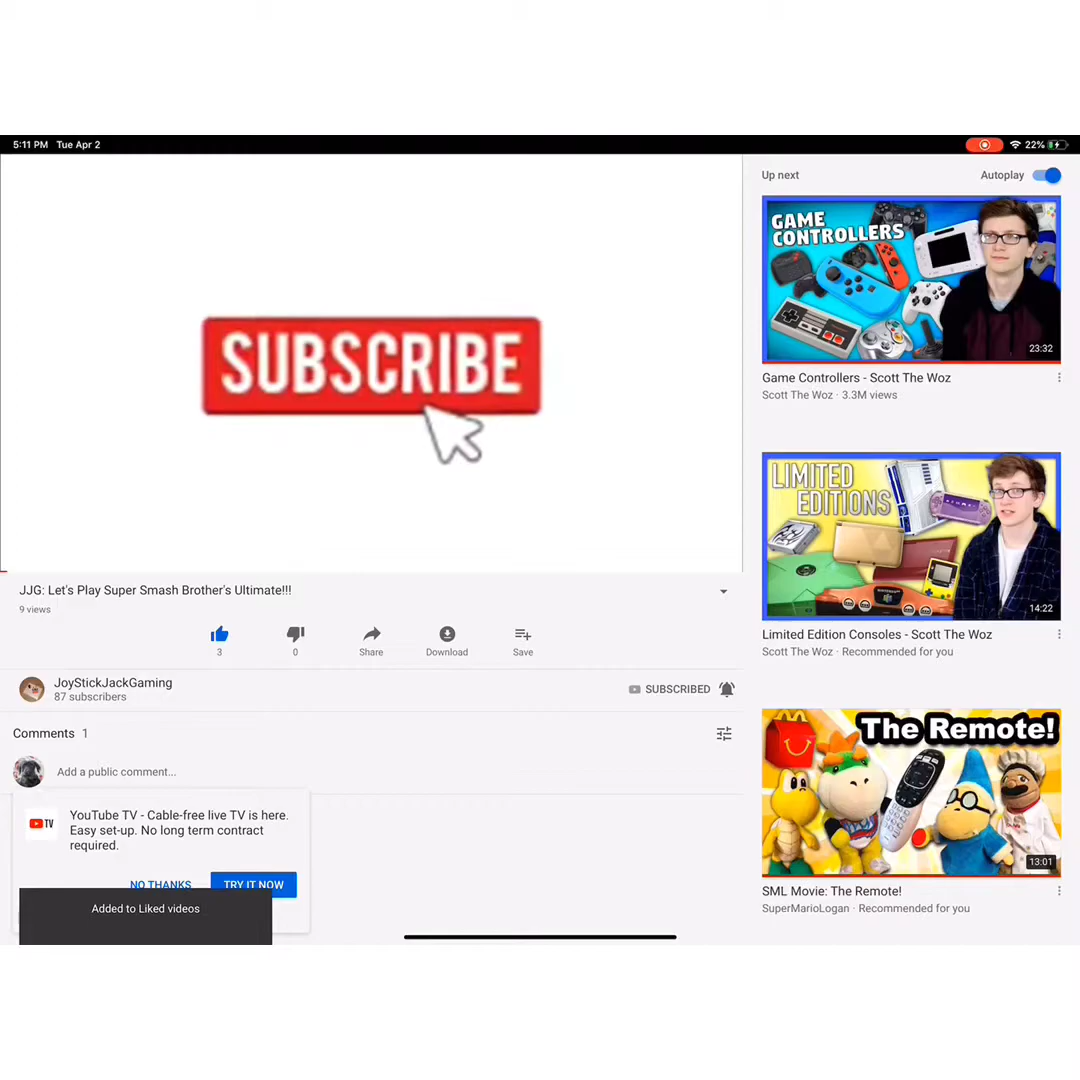 5:11 PM Tue Apr 2
22%
SUBSCRIBE
JJG: Let's Play Super Smash Brother's Ultimate!!!
9 views
3
0
Share
Download
Save
JoyStickJackGaming
87 subscribers
SUBSCRIBED
Comments 1
Add a public comment...
TV
YouTube TV - Cable-free live TV is here.
Easy set-up. No long term contract
required.
NO THANKS
TRY IT NOW
Added to Liked videos
Up next
Autoplay
GAME
CONTROLLERS
23:32
Game Controllers - Scott The Woz
Scott The Woz · 3.3M views
LIMITED
EDITIONS
14:22
Limited Edition Consoles - Scott The Woz
Scott The Woz · Recommended for you
The Remote!
13:01
SML Movie: The Remote!
SuperMarioLogan · Recommended for you